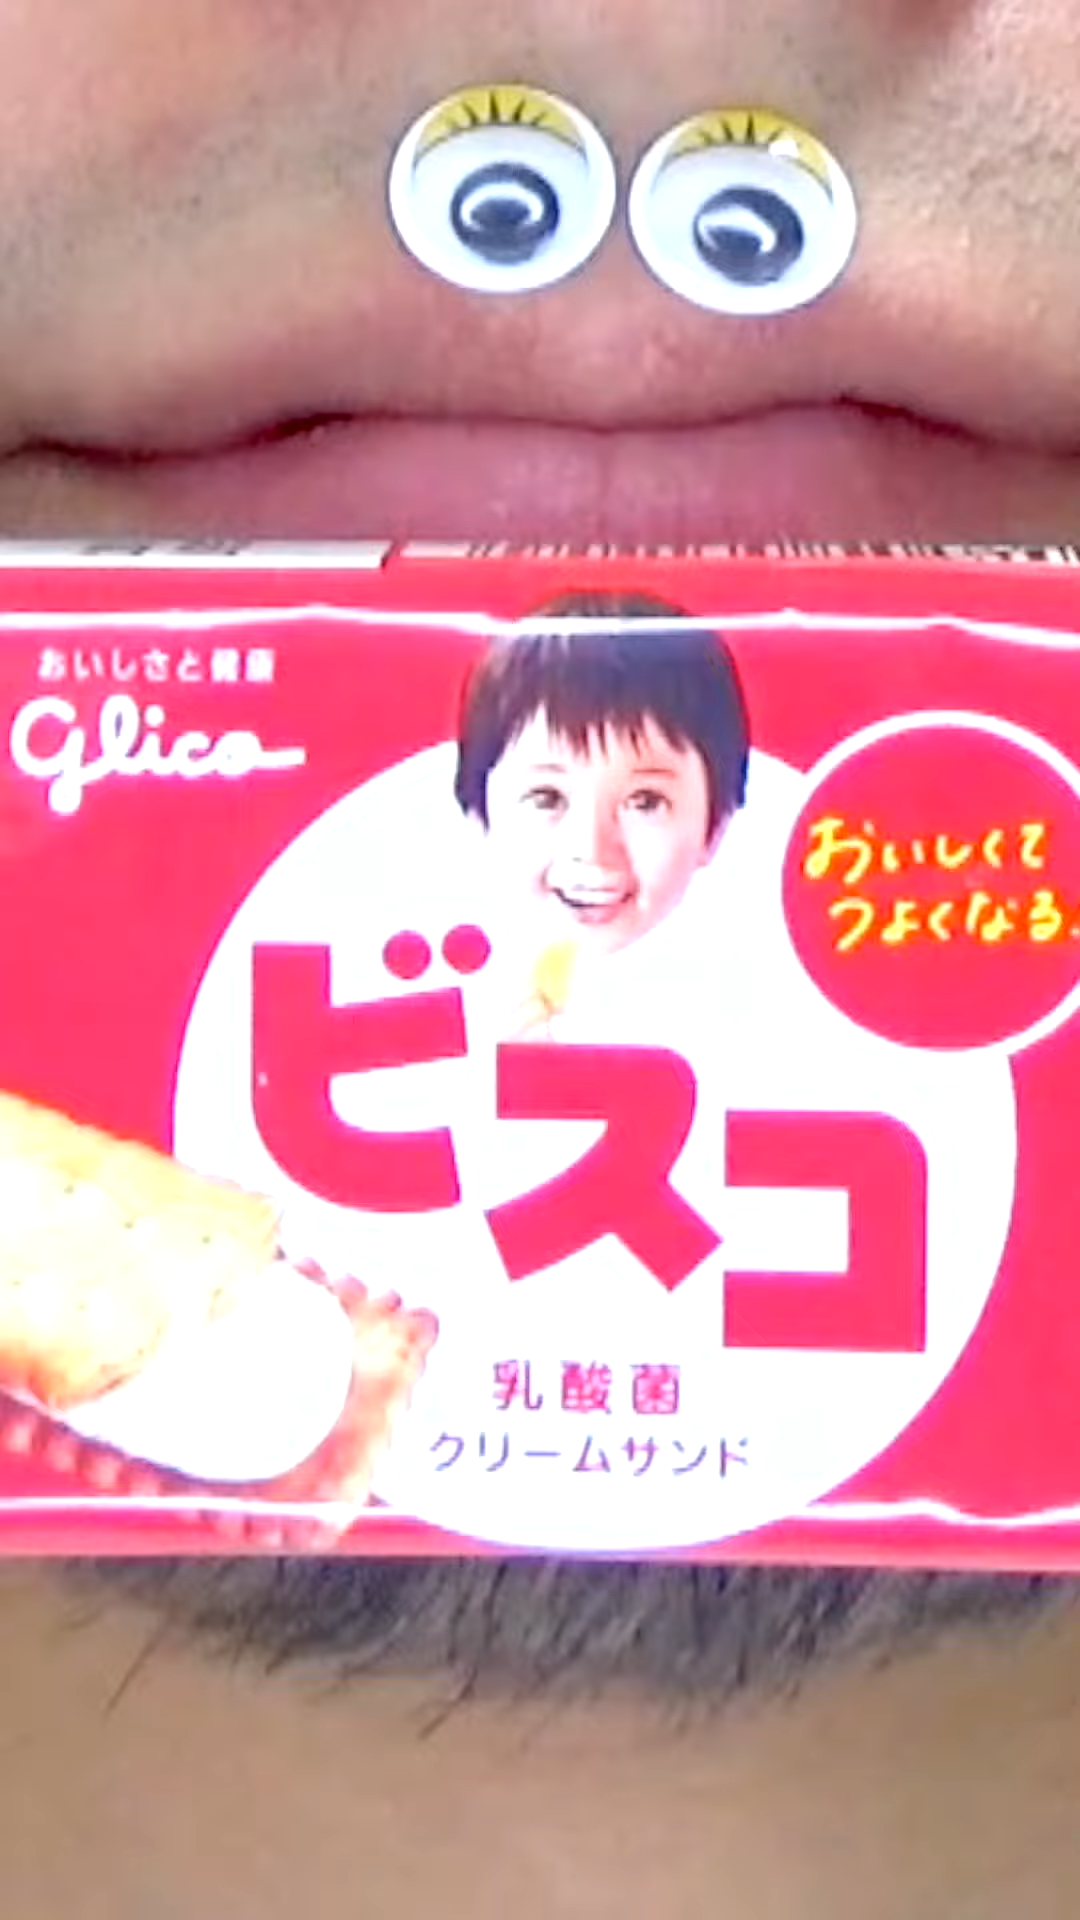 おいしさと健康
glico
おいしくて
つよくなる。
ビスコ
乳酸菌
クリームサンド